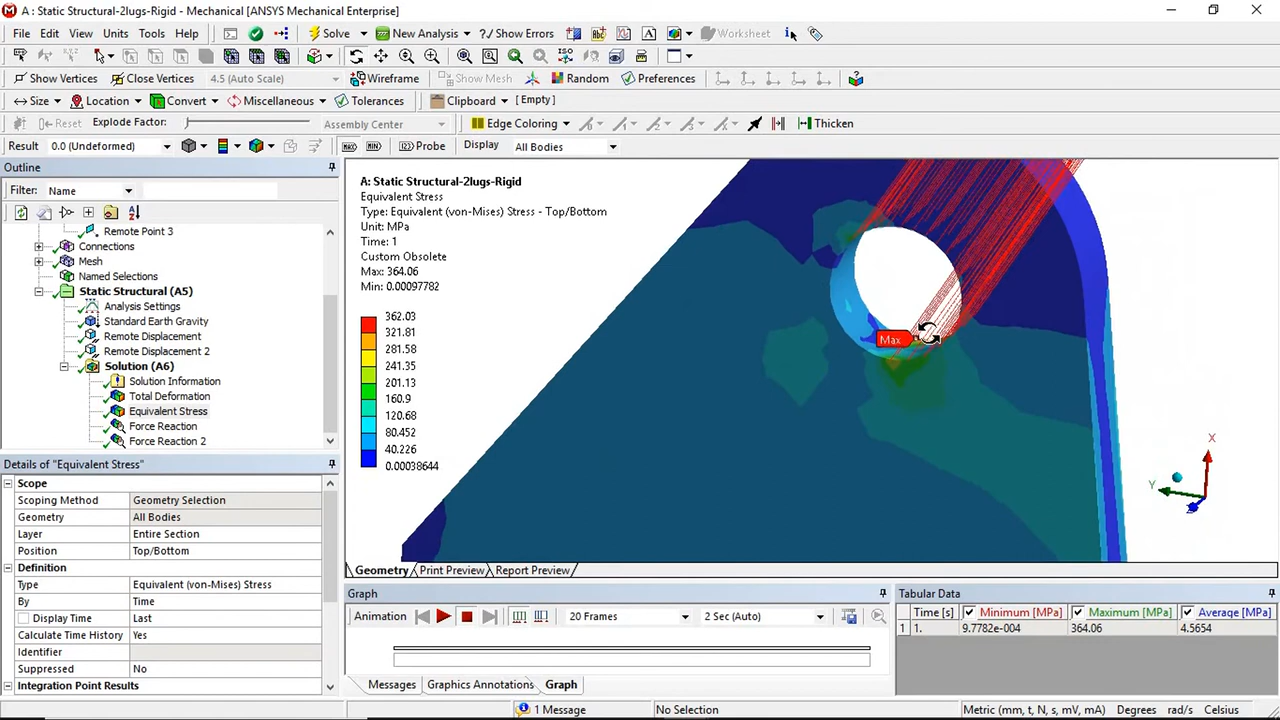 A : Static Structural-2lugs-Rigid - Mechanical [ANSYS Mechanical Enterprise]
File Edit View Units Tools Help Solve New Analysis ?/ Show Errors Worksheet
Show Vertices Close Vertices 4.5 (Auto Scale) Wireframe Show Mesh Random Preferences
Size Location Convert Miscellaneous Tolerances Clipboard [ Empty ]
Reset Explode Factor: Assembly Center Edge Coloring Thicken
Result 0.0 (Undeformed) Probe Display All Bodies
Outline
Filter: Name
Remote Point 3
Connections
Mesh
Named Selections
Static Structural (A5)
Analysis Settings
Standard Earth Gravity
Remote Displacement
Remote Displacement 2
Solution (A6)
Solution Information
Total Deformation
Equivalent Stress
Force Reaction
Force Reaction 2
Details of "Equivalent Stress"
Scope
Scoping Method Geometry Selection
Geometry All Bodies
Layer Entire Section
Position Top/Bottom
Definition
Type Equivalent (von-Mises) Stress
By Time
Display Time Last
Calculate Time History Yes
Identifier
Suppressed No
Integration Point Results
A: Static Structural-2lugs-Rigid
Equivalent Stress
Type: Equivalent (von-Mises) Stress - Top/Bottom
Unit: MPa
Time: 1
Custom Obsolete
Max: 364.06
Min: 0.00097782
362.03
321.81
281.58
241.35
201.13
160.9
120.68
80.452
40.226
0.00038644
Max
X
Y
Geometry Print Preview Report Preview
Graph
Animation 20 Frames 2 Sec (Auto)
Messages Graphics Annotations Graph
Tabular Data
Time [s] Minimum [MPa] Maximum [MPa] Average [MPa]
1 1. 9.7782e-004 364.06 4.5654
1 Message No Selection Metric (mm, t, N, s, mV, mA) Degrees rad/s Celsius